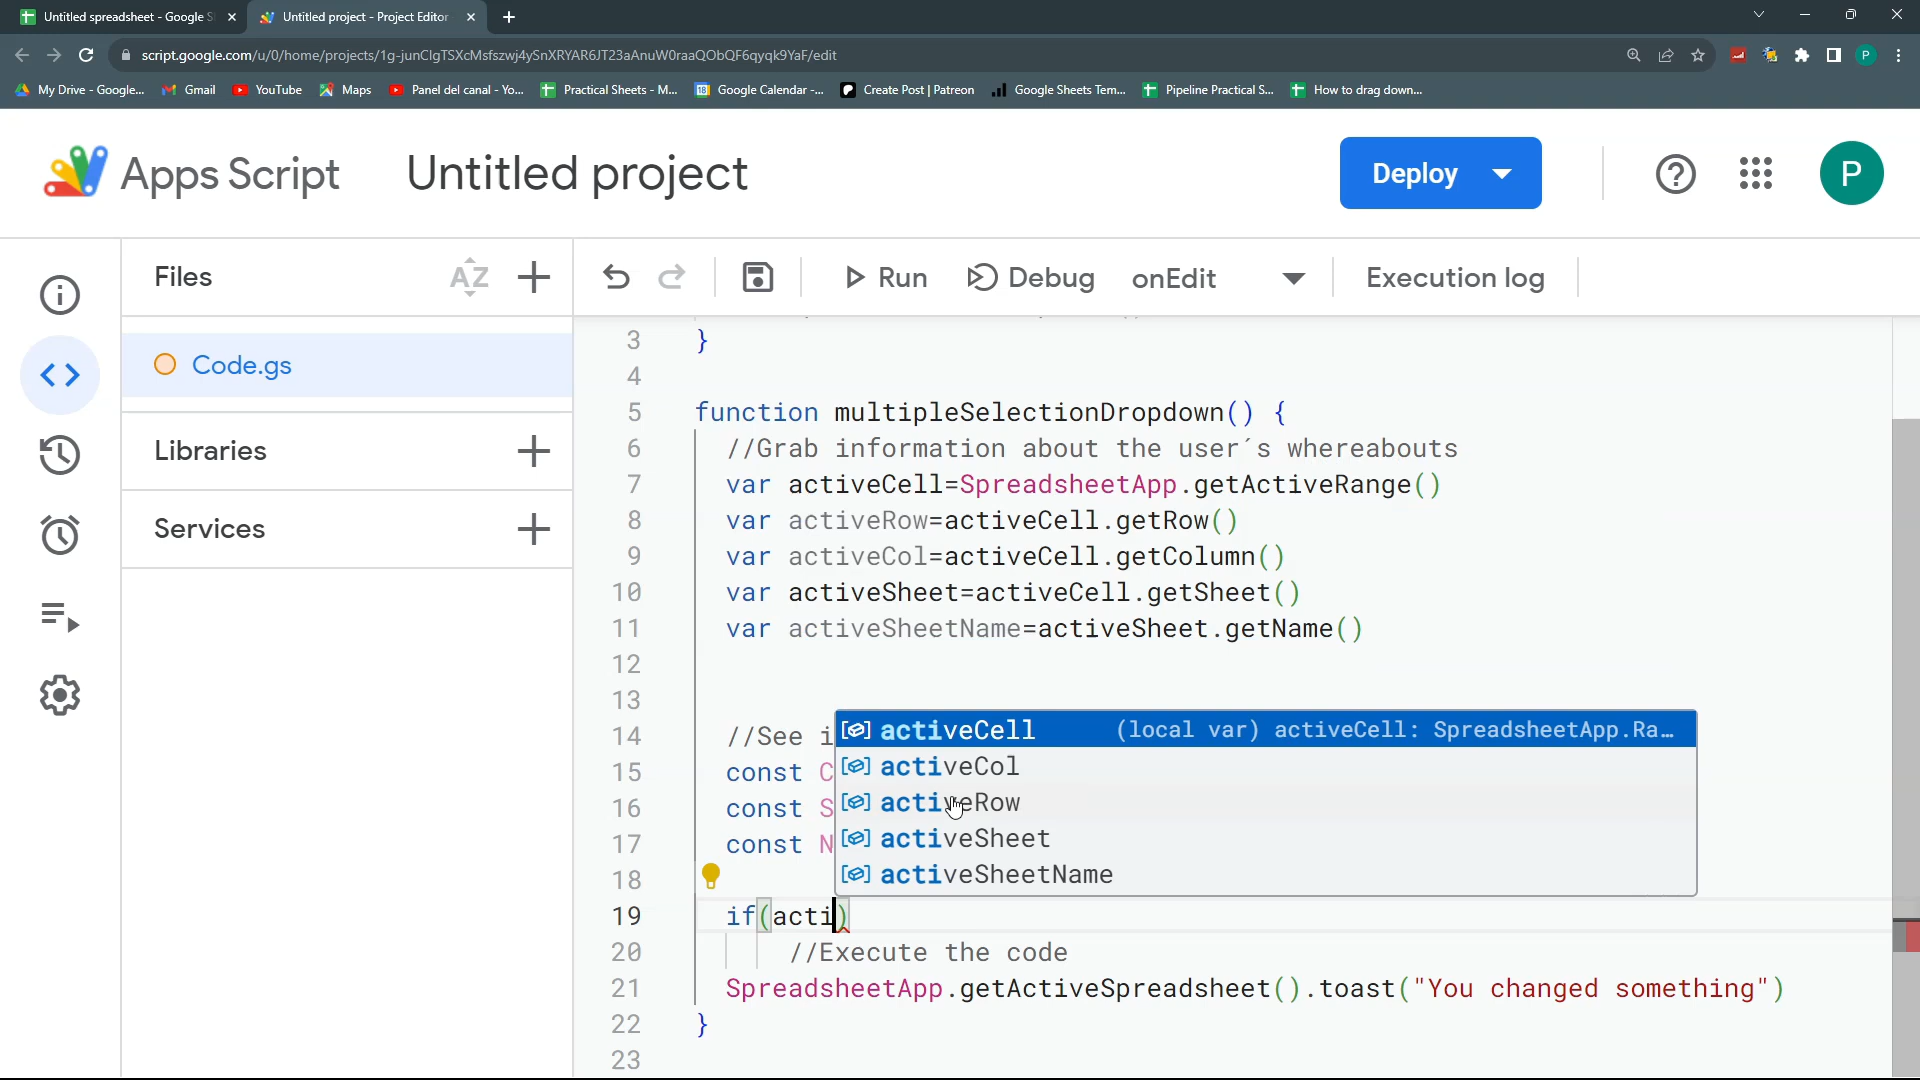 Untitled spreadsheet - Google S
Untitled project - Project Editor
script.google.com/u/0/home/projects/1g-junClgTSXcMsfszwj4ySnXRYAR6JT23aAnuW0raaQObQF6qyqk9YaF/edit
P
My Drive - Google...
Gmail
YouTube
Maps
Panel del canal - Yo...
Practical Sheets - M...
Google Calendar -...
Create Post | Patreon
Google Sheets Tem...
Pipeline Practical S...
How to drag down...
Apps Script
Untitled project
Deploy
P
Files
AZ
Run
Debug
onEdit
Execution log
Code.gs
Libraries
Services
3 }
4
5 function multipleSelectionDropdown() {
6 //Grab information about the user´s whereabouts
7 var activeCell=SpreadsheetApp.getActiveRange()
8 var activeRow=activeCell.getRow()
9 var activeCol=activeCell.getColumn()
10 var activeSheet=activeCell.getSheet()
11 var activeSheetName=activeSheet.getName()
12
13
14 //See i
15 const C
16 const S
17 const N
18
activeCell (local var) activeCell: SpreadsheetApp.Ra...
activeCol
activeRow
activeSheet
activeSheetName
19 if(acti)
20 //Execute the code
21 SpreadsheetApp.getActiveSpreadsheet().toast("You changed something")
22 }
23